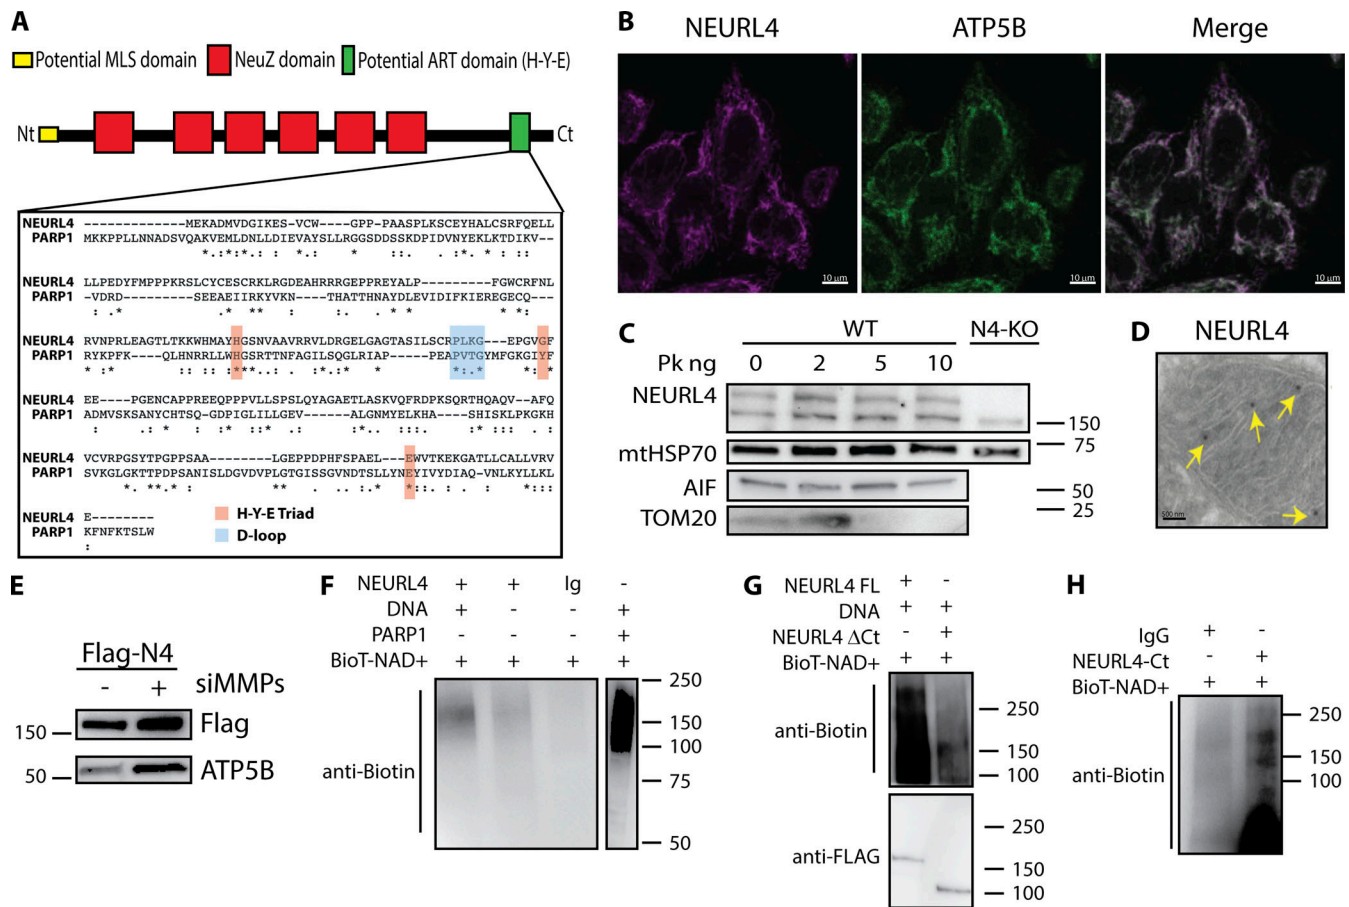 A
Potential MLS domain
NeuZ domain
Potential ART domain (H-Y-E)
Nt
Ct
NEURL4 ----------------MEKADMVDGIKES-VCW----GPP-PAASPLKSCEYHALCSRFQELL
PARP1 MKKPPLLNNADSVQAKVEMLDNLLDIEVAYSLLRGGSDDSSKDPIDVNYEKLKTDIKV--
NEURL4 LLPEDYFMPPPKRSLCYCESCRKLRGDEAHRRRGEPPREYALP---------FGWCRFNL
PARP1 -VDRD------SEEAEIIRKYVKN----THATTHNAYDLEVIDIFKIEREGECQ---
NEURL4 RVNPRLEAGTLTKKWHMAYHGSNVAAVRRVLDRGELGAGTASILSCRPLKG---EPGVGF
PARP1 RYKPFK----QLHNRRLLWHGSRTTNFAGILSQGLRIAP----PEAPVTGYMFGKGIYF
NEURL4 EE----PGENCAPPREEQPPPVLLSPSLQYAGAETLASKVQFRDPKSQRTHQAQV--AFQ
PARP1 ADMVSKSANYCHTSQ-GDPIGLILLGEV-----ALGNMYELKHA----SHISKLPKGKH
NEURL4 VCVRPGSYTPGPPSAA-----LGEPPDPHFSPAEL----EWVTKEKGATLLCALLVRV
PARP1 SVKGLGKTTPDPSANISLDGVDVPLGTGISSGVNDTSLLYNEYIVYDIAQ-VNLKYLLKL
NEURL4 E--------
PARP1 KFNFKTSLW
H-Y-E Triad
D-loop
B
NEURL4
ATP5B
Merge
10 μm
10 μm
10 μm
C
WT
N4-KO
Pk ng
0
2
5
10
NEURL4
150
75
mtHSP70
AIF
50
TOM20
25
D
NEURL4
500 nm
E
Flag-N4
- + siMMPs
150
Flag
50
ATP5B
F
NEURL4 + + Ig -
DNA + - - +
PARP1 - - - +
BioT-NAD+ + + + +
anti-Biotin
250
150
100
75
50
G
NEURL4 FL + -
DNA + +
NEURL4 ΔCt - +
BioT-NAD+ + +
anti-Biotin
250
150
100
anti-FLAG
250
150
100
H
IgG + -
NEURL4-Ct - +
BioT-NAD+ + +
anti-Biotin
250
150
100